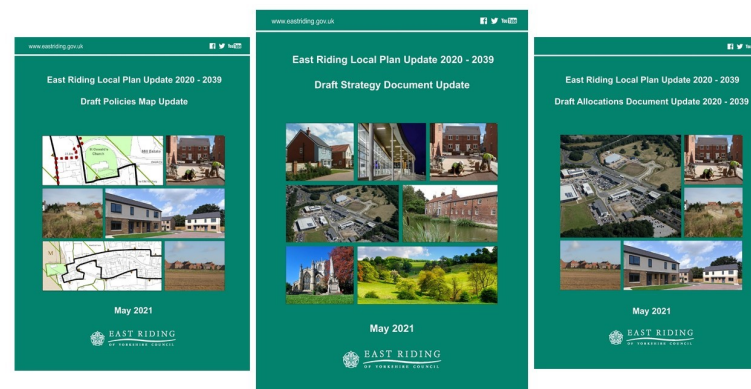 www.eastriding.gov.uk
East Riding Local Plan Update 2020 - 2039
Draft Policies Map Update
May 2021
EAST RIDING
OF YORKSHIRE COUNCIL
www.eastriding.gov.uk
You Tube
East Riding Local Plan Update 2020 - 2039
Draft Strategy Document Update
May 2021
EAST RIDING
OF YORKSHIRE COUNCIL
East Riding Local Plan Update 2020 - 2039
Draft Allocations Document Update 2020 - 2039
May 2021
EAST RIDING
OF YORKSHIRE COUNCIL